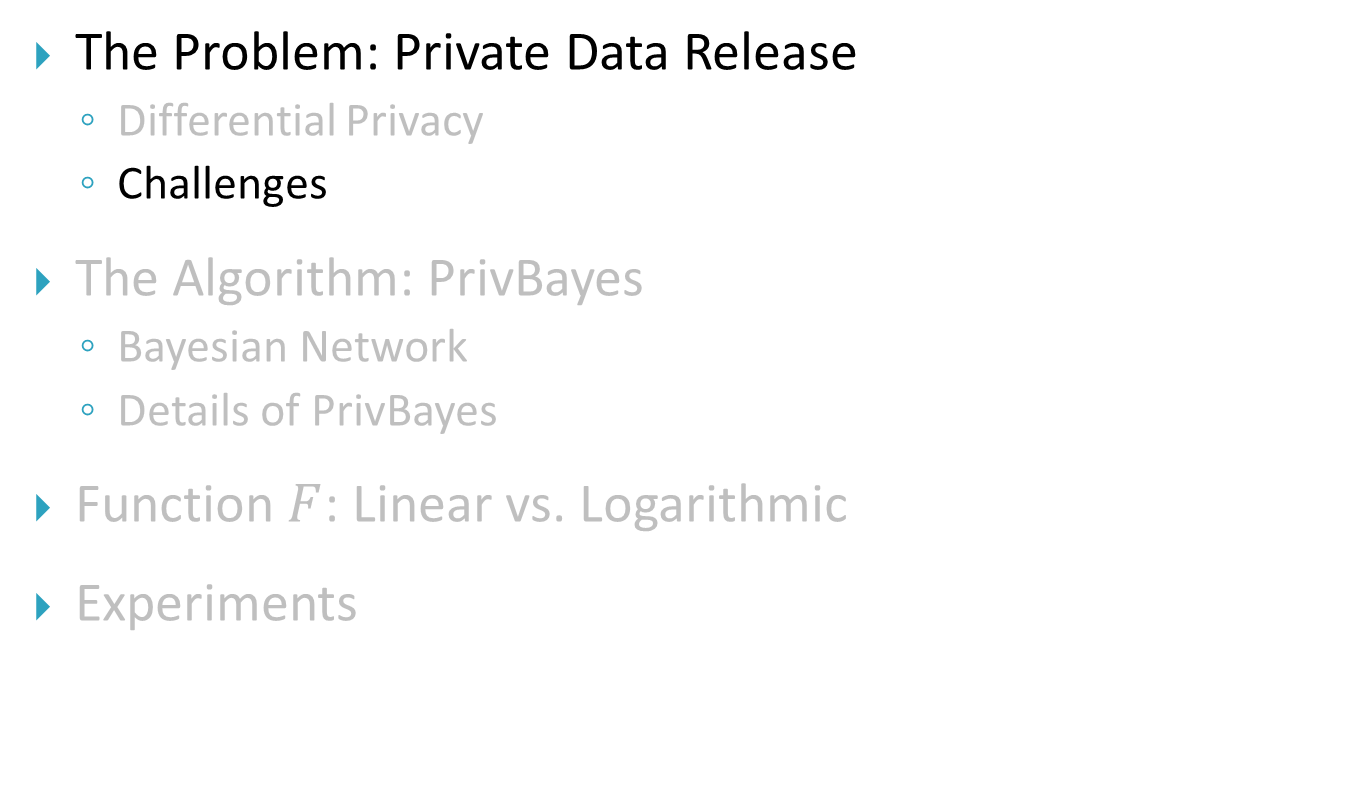 The Problem: Private Data Release
Differential Privacy
Challenges
The Algorithm: PrivBayes
Bayesian Network
Details of PrivBayes
Function F: Linear vs. Logarithmic
Experiments